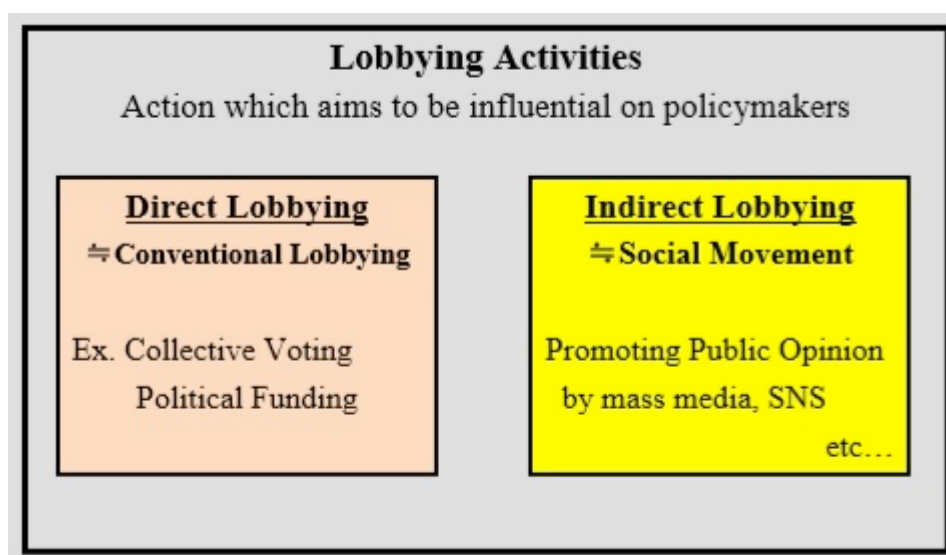 Lobbying Activities
Action which aims to be influential on policymakers
Direct Lobbying
≒Conventional Lobbying
Ex. Collective Voting
Political Funding
Indirect Lobbying
≒Social Movement
Promoting Public Opinion
by mass media, SNS
etc…